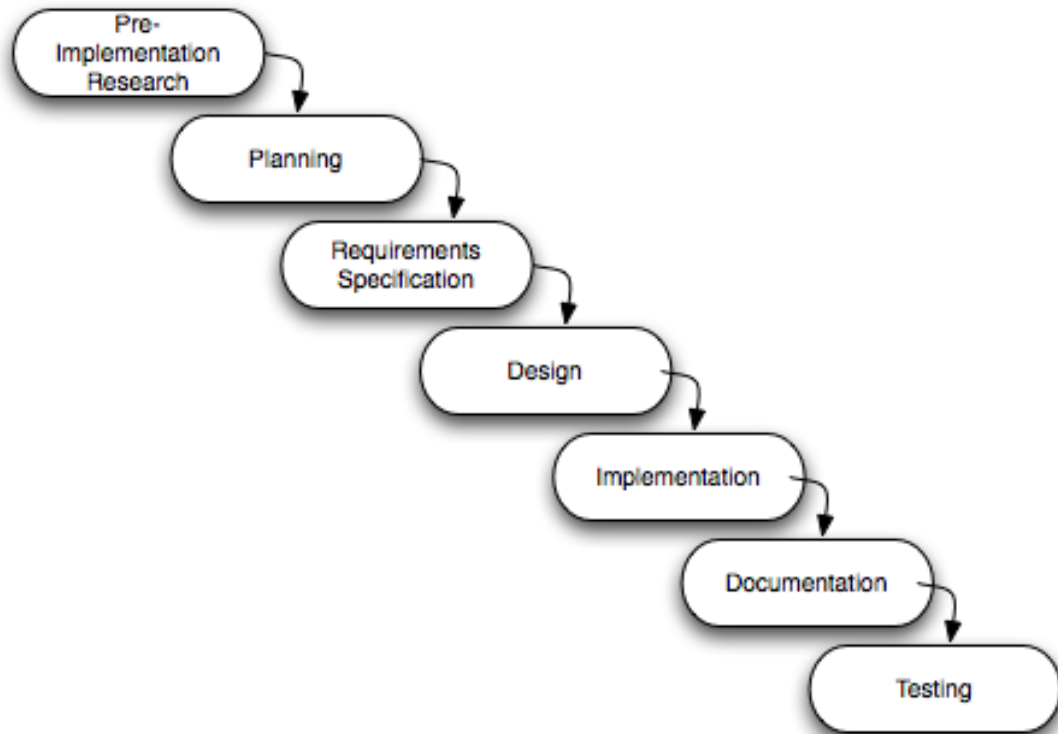 Pre-
Implementation
Research
Planning
Requirements
Specification
Design
Implementation
Documentation
Testing